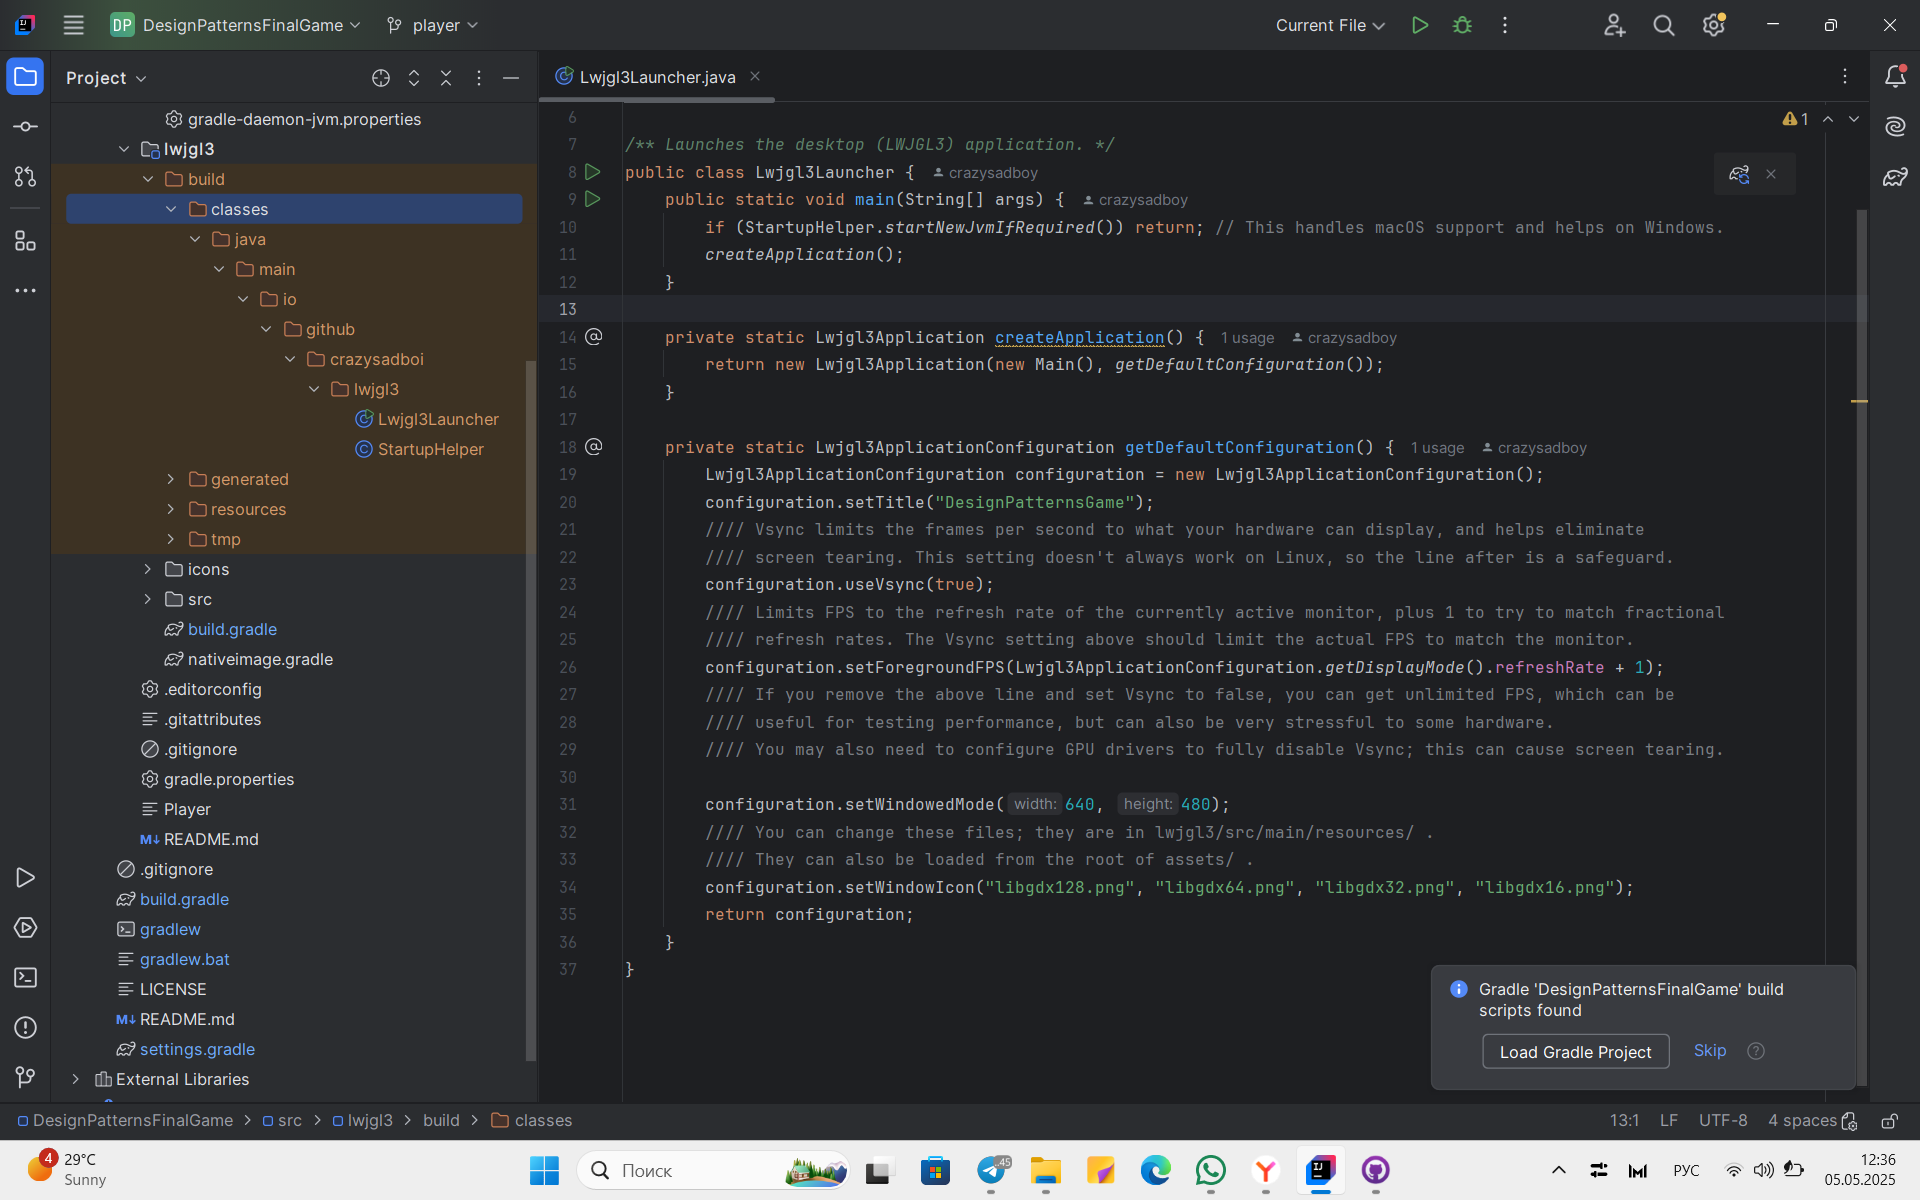 DP DesignPatternsFinalGame player Current File
Project
Lwjgl3Launcher.java
gradle-daemon-jvm.properties
lwjgl3
build
classes
java
main
io
github
crazysadboi
lwjgl3
Lwjgl3Launcher
StartupHelper
generated
resources
tmp
icons
src
build.gradle
nativeimage.gradle
.editorconfig
.gitattributes
.gitignore
gradle.properties
Player
README.md
.gitignore
build.gradle
gradlew
gradlew.bat
LICENSE
README.md
settings.gradle
External Libraries
1
6
7 /** Launches the desktop (LWJGL3) application. */
8 public class Lwjgl3Launcher { crazysadboy
9 public static void main(String[] args) { crazysadboy
10 if (StartupHelper.startNewJvmIfRequired()) return; // This handles macOS support and helps on Windows.
11 createApplication();
12 }
13
14 private static Lwjgl3Application createApplication() { 1 usage crazysadboy
15 return new Lwjgl3Application(new Main(), getDefaultConfiguration());
16 }
17
18 private static Lwjgl3ApplicationConfiguration getDefaultConfiguration() { 1 usage crazysadboy
19 Lwjgl3ApplicationConfiguration configuration = new Lwjgl3ApplicationConfiguration();
20 configuration.setTitle("DesignPatternsGame");
21 //// Vsync limits the frames per second to what your hardware can display, and helps eliminate
22 //// screen tearing. This setting doesn't always work on Linux, so the line after is a safeguard.
23 configuration.useVsync(true);
24 //// Limits FPS to the refresh rate of the currently active monitor, plus 1 to try to match fractional
25 //// refresh rates. The Vsync setting above should limit the actual FPS to match the monitor.
26 configuration.setForegroundFPS(Lwjgl3ApplicationConfiguration.getDisplayMode().refreshRate + 1);
27 //// If you remove the above line and set Vsync to false, you can get unlimited FPS, which can be
28 //// useful for testing performance, but can also be very stressful to some hardware.
29 //// You may also need to configure GPU drivers to fully disable Vsync; this can cause screen tearing.
30
31 configuration.setWindowedMode( width: 640, height: 480);
32 //// You can change these files; they are in lwjgl3/src/main/resources/ .
33 //// They can also be loaded from the root of assets/ .
34 configuration.setWindowIcon("libgdx128.png", "libgdx64.png", "libgdx32.png", "libgdx16.png");
35 return configuration;
36 }
37 }
Gradle 'DesignPatternsFinalGame' build
scripts found
Load Gradle Project Skip
DesignPatternsFinalGame > src > lwjgl3 > build > classes 13:1 LF UTF-8 4 spaces
4 29°C
Sunny
Поиск
..45
РУС
12:36
05.05.2025